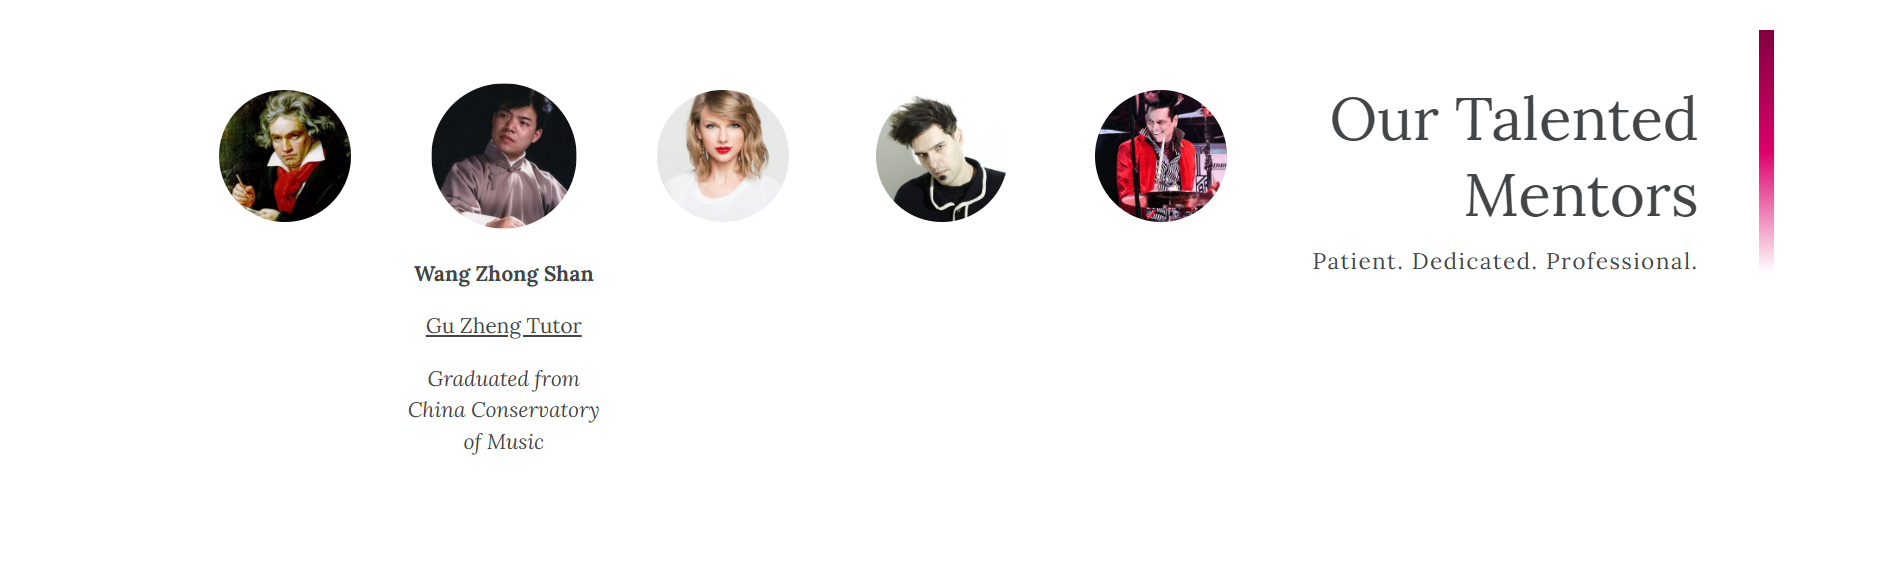 Our Talented
Mentors
Patient. Dedicated. Professional.
Wang Zhong Shan
Gu Zheng Tutor
Graduated from
China Conservatory
of Music